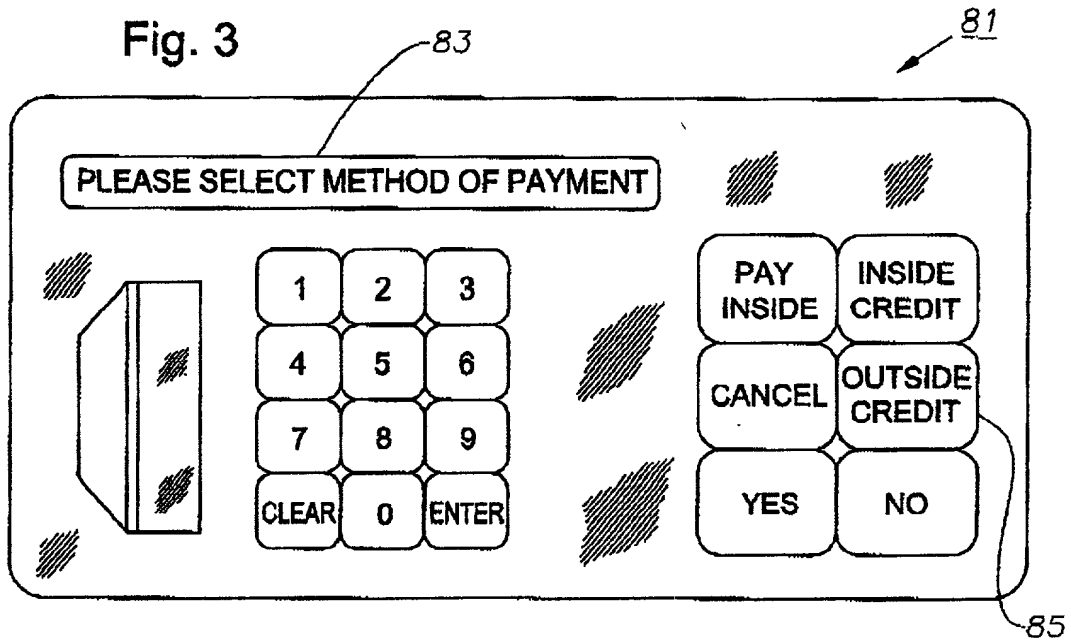 Fig. 3
83
81
PLEASE SELECT METHOD OF PAYMENT
1 2 3
4 5 6
7 8 9
CLEAR 0 ENTER
PAY INSIDE
INSIDE CREDIT
CANCEL
OUTSIDE CREDIT
YES
NO
85